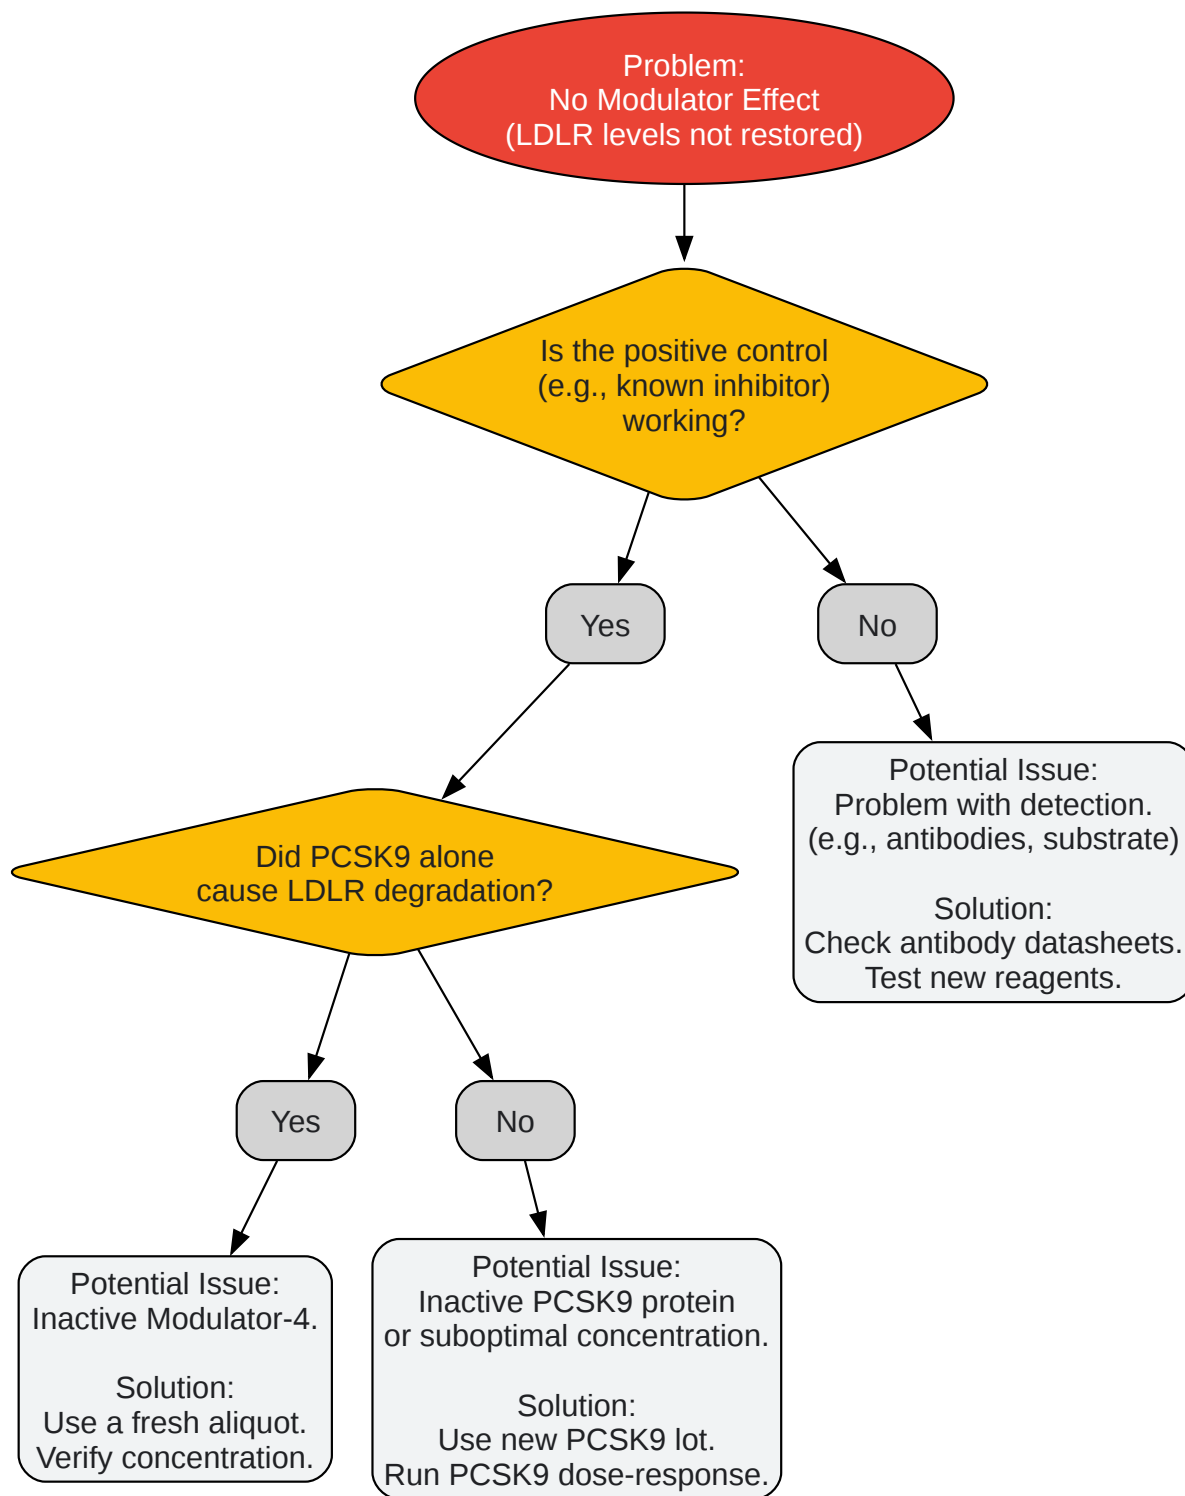 Problem:
No Modulator Effect
(LDLR levels not restored)
Is the positive control
(e.g., known inhibitor)
working?
Yes
No
Potential Issue:
Problem with detection.
(e.g., antibodies, substrate)
Solution:
Check antibody datasheets.
Test new reagents.
Did PCSK9 alone
cause LDLR degradation?
Yes
No
Potential Issue:
Inactive Modulator-4.
Solution:
Use a fresh aliquot.
Verify concentration.
Potential Issue:
Inactive PCSK9 protein
or suboptimal concentration.
Solution:
Use new PCSK9 lot.
Run PCSK9 dose-response.